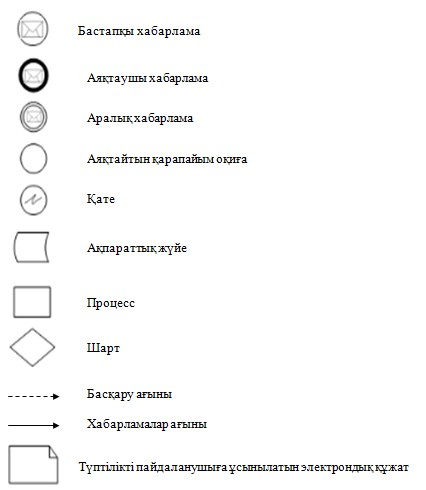 Бастапқы хабарлама
Аяқтаушы хабарлама
Аралық хабарлама
Аяқтайтын қарапайым оқиға
Қате
Ақпараттық жүйе
Процесс
Шарт
Басқару ағыны
Хабарламалар ағыны
Түптілікті пайдаланушыға ұсынылатын электрондық құжат